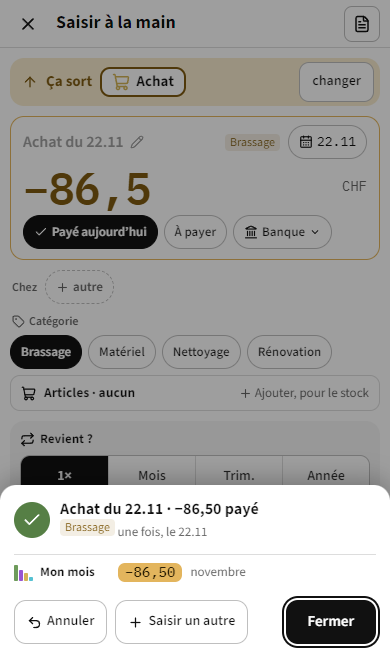 Saisir à la main
Ça sort Achat changer
Achat du 22.11 Brassage 22.11
−86,5 CHF
Payé aujourd'hui À payer Banque
Chez + autre
Catégorie
Brassage Matériel Nettoyage Rénovation
Articles · aucun + Ajouter, pour le stock
Revient ?
1× Mois Trim. Année
Achat du 22.11 · −86,50 payé
Brassage une fois, le 22.11
Mon mois −86,50 novembre
Annuler + Saisir un autre Fermer